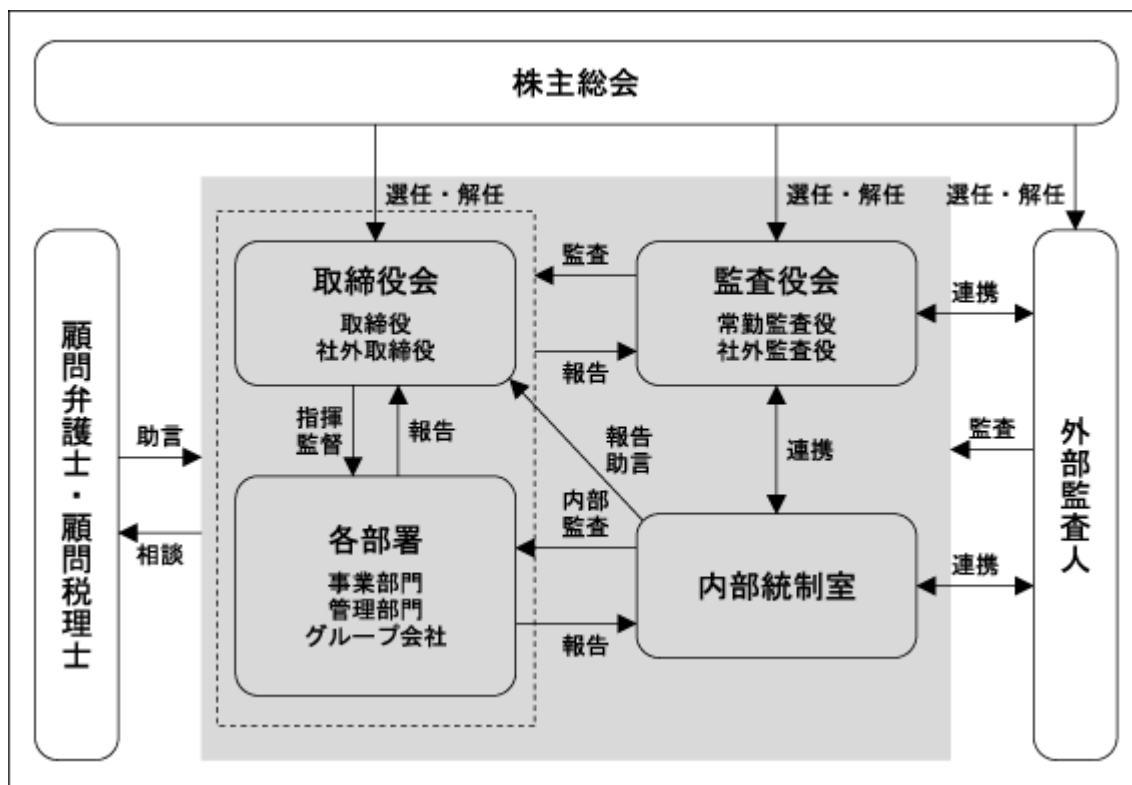 株主総会
選任・解任
選任・解任
選任・解任
取締役会
取締役
社外取締役
監査
報告
監査役会
常勤監査役
社外監査役
連携
顧問弁護士・顧問税理士
助言
相談
指揮
監督
報告
報告
助言
連携
監査
外部監査人
各部署
事業部門
管理部門
グループ会社
内部
監査
報告
内部統制室
連携